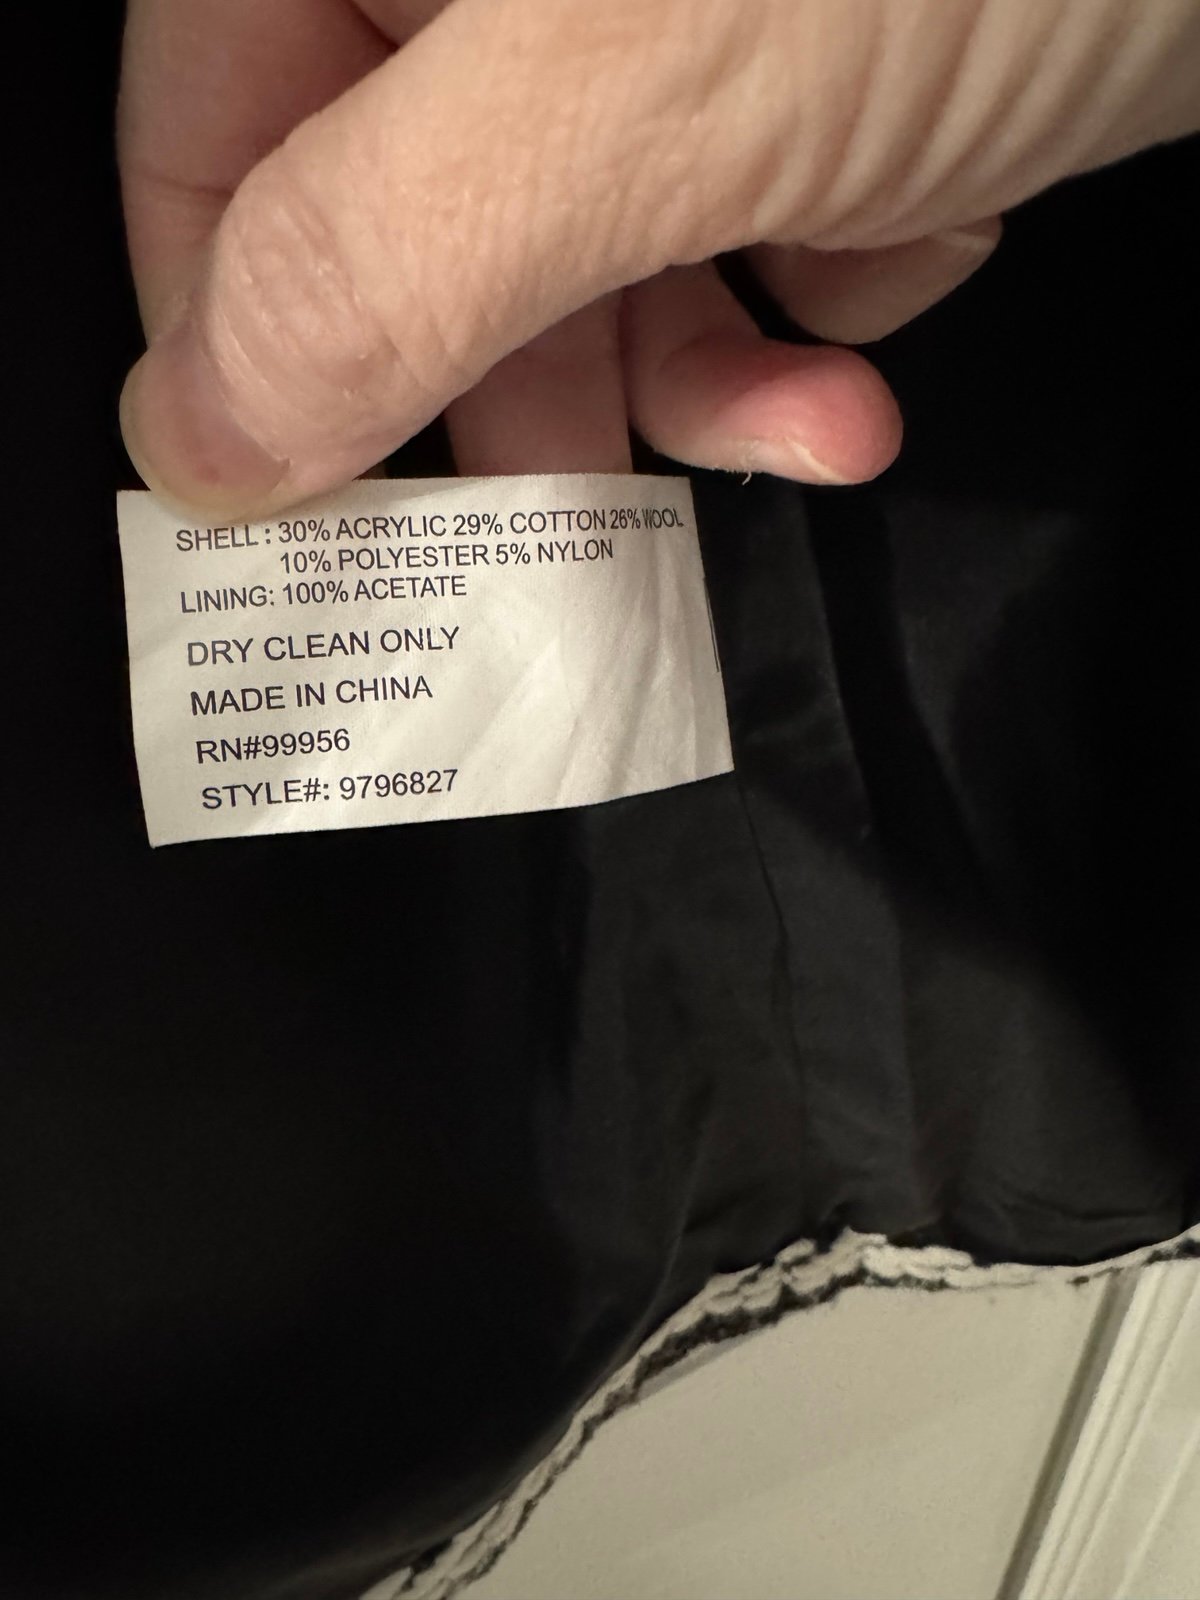 SHELL : 30% ACRYLIC 29% COTTON 26% WOOL
10% POLYESTER 5% NYLON
LINING: 100% ACETATE
DRY CLEAN ONLY
MADE IN CHINA
RN#99956
STYLE#: 9796827